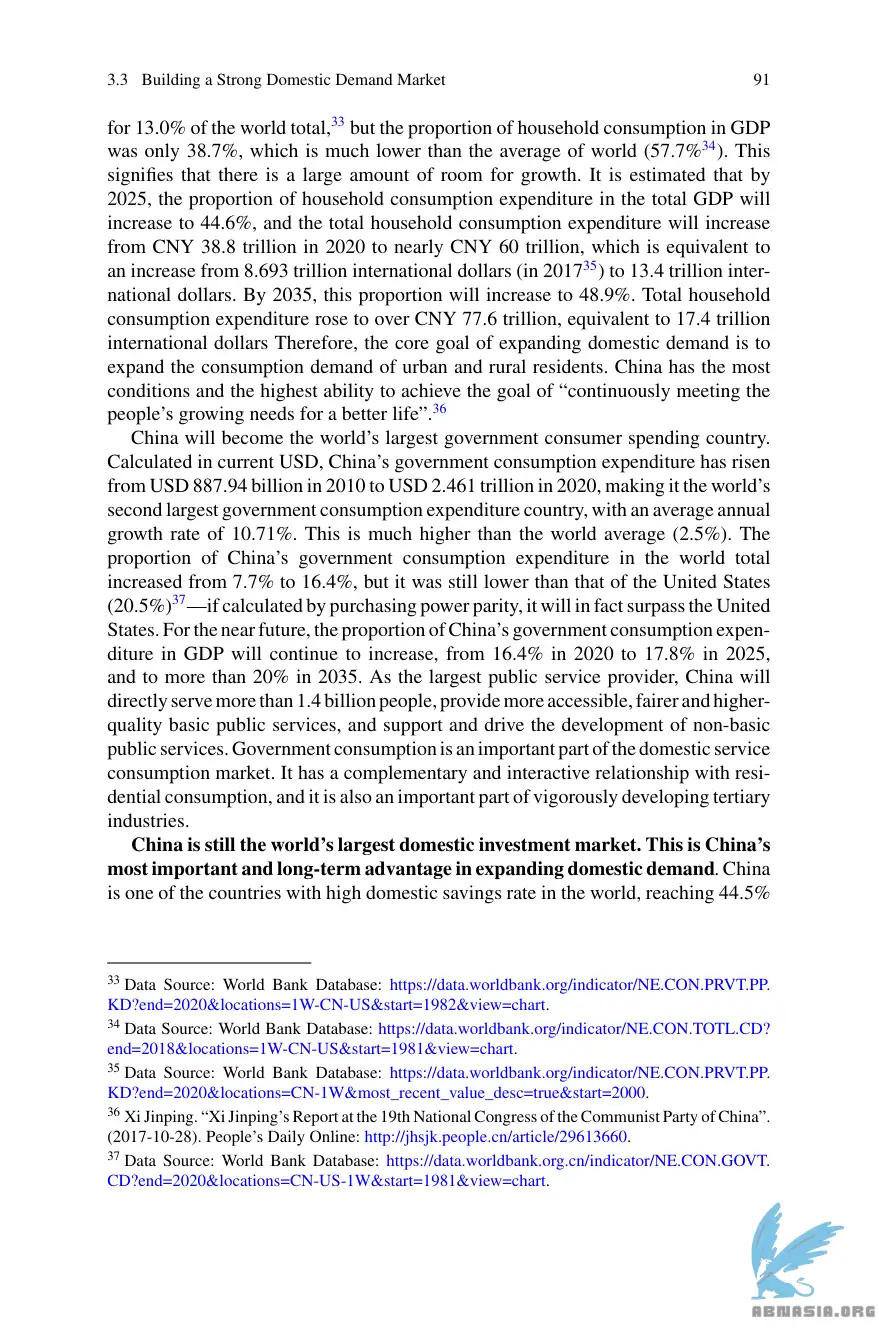 3.3 Building a Strong Domestic Demand Market 91
for 13.0% of the world total,33 but the proportion of household consumption in GDP
was only 38.7%, which is much lower than the average of world (57.7%34). This
signifies that there is a large amount of room for growth. It is estimated that by
2025, the proportion of household consumption expenditure in the total GDP will
increase to 44.6%, and the total household consumption expenditure will increase
from CNY 38.8 trillion in 2020 to nearly CNY 60 trillion, which is equivalent to
an increase from 8.693 trillion international dollars (in 201735) to 13.4 trillion inter-
national dollars. By 2035, this proportion will increase to 48.9%. Total household
consumption expenditure rose to over CNY 77.6 trillion, equivalent to 17.4 trillion
international dollars Therefore, the core goal of expanding domestic demand is to
expand the consumption demand of urban and rural residents. China has the most
conditions and the highest ability to achieve the goal of “continuously meeting the
people’s growing needs for a better life”.36
China will become the world’s largest government consumer spending country.
Calculated in current USD, China’s government consumption expenditure has risen
from USD 887.94 billion in 2010 to USD 2.461 trillion in 2020, making it the world’s
second largest government consumption expenditure country, with an average annual
growth rate of 10.71%. This is much higher than the world average (2.5%). The
proportion of China’s government consumption expenditure in the world total
increased from 7.7% to 16.4%, but it was still lower than that of the United States
(20.5%)37—if calculated by purchasing power parity, it will in fact surpass the United
States. For the near future, the proportion of China’s government consumption expen-
diture in GDP will continue to increase, from 16.4% in 2020 to 17.8% in 2025,
and to more than 20% in 2035. As the largest public service provider, China will
directly serve more than 1.4 billion people, provide more accessible, fairer and higher-
quality basic public services, and support and drive the development of non-basic
public services. Government consumption is an important part of the domestic service
consumption market. It has a complementary and interactive relationship with resi-
dential consumption, and it is also an important part of vigorously developing tertiary
industries.
China is still the world’s largest domestic investment market. This is China’s
most important and long-term advantage in expanding domestic demand. China
is one of the countries with high domestic savings rate in the world, reaching 44.5%
33 Data Source: World Bank Database: https://data.worldbank.org/indicator/NE.CON.PRVT.PP.
KD?end=2020&locations=1W-CN-US&start=1982&view=chart.
34 Data Source: World Bank Database: https://data.worldbank.org/indicator/NE.CON.TOTL.CD?
end=2018&locations=1W-CN-US&start=1981&view=chart.
35 Data Source: World Bank Database: https://data.worldbank.org/indicator/NE.CON.PRVT.PP.
KD?end=2020&locations=CN-1W&most_recent_value_desc=true&start=2000.
36 Xi Jinping. “Xi Jinping’s Report at the 19th National Congress of the Communist Party of China”.
(2017-10-28). People’s Daily Online: http://jhsjk.people.cn/article/29613660.
37 Data Source: World Bank Database: https://data.worldbank.org.cn/indicator/NE.CON.GOVT.
CD?end=2020&locations=CN-US-1W&start=1981&view=chart.
ABNASIA.ORG